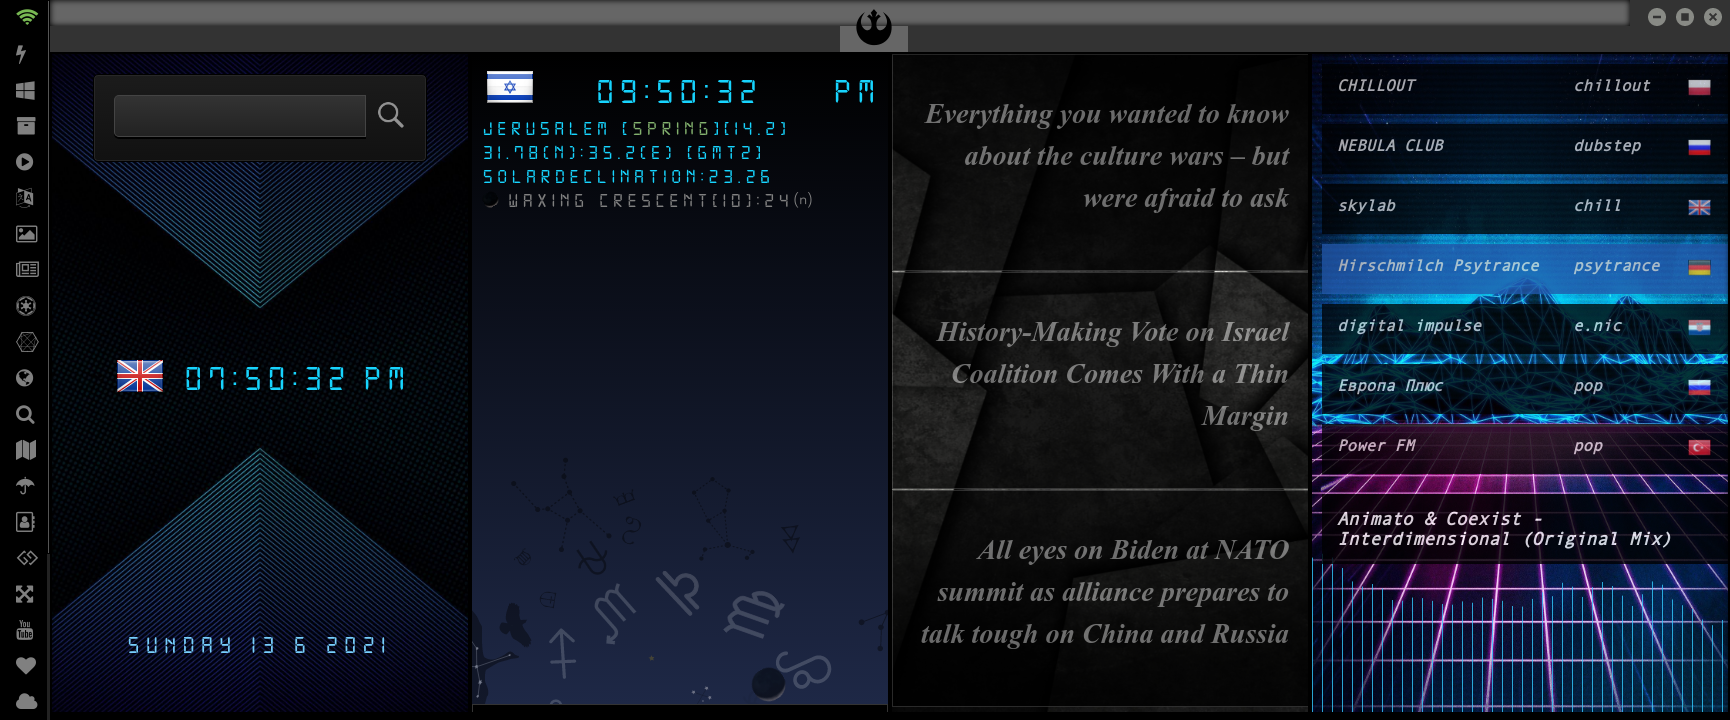 07:50:32 PM
SUNDAY 13 6 2021
09:50:32 PM
JERUSALEM [SPRING][14.2]
31.78(N):35.2(E) [GMT2]
SOLARDECLINATION:23.26
WAXING CRESCENT[10]:24(n)
Everything you wanted to know
about the culture wars – but
were afraid to ask
History-Making Vote on Israel
Coalition Comes With a Thin
Margin
All eyes on Biden at NATO
summit as alliance prepares to
talk tough on China and Russia
CHILLOUT chillout
NEBULA CLUB dubstep
skylab chill
Hirschmilch Psytrance psytrance
digital impulse e.nic
Европа Плюс pop
Power FM pop
Animato & Coexist -
Interdimensional (Original Mix)
You
Tube